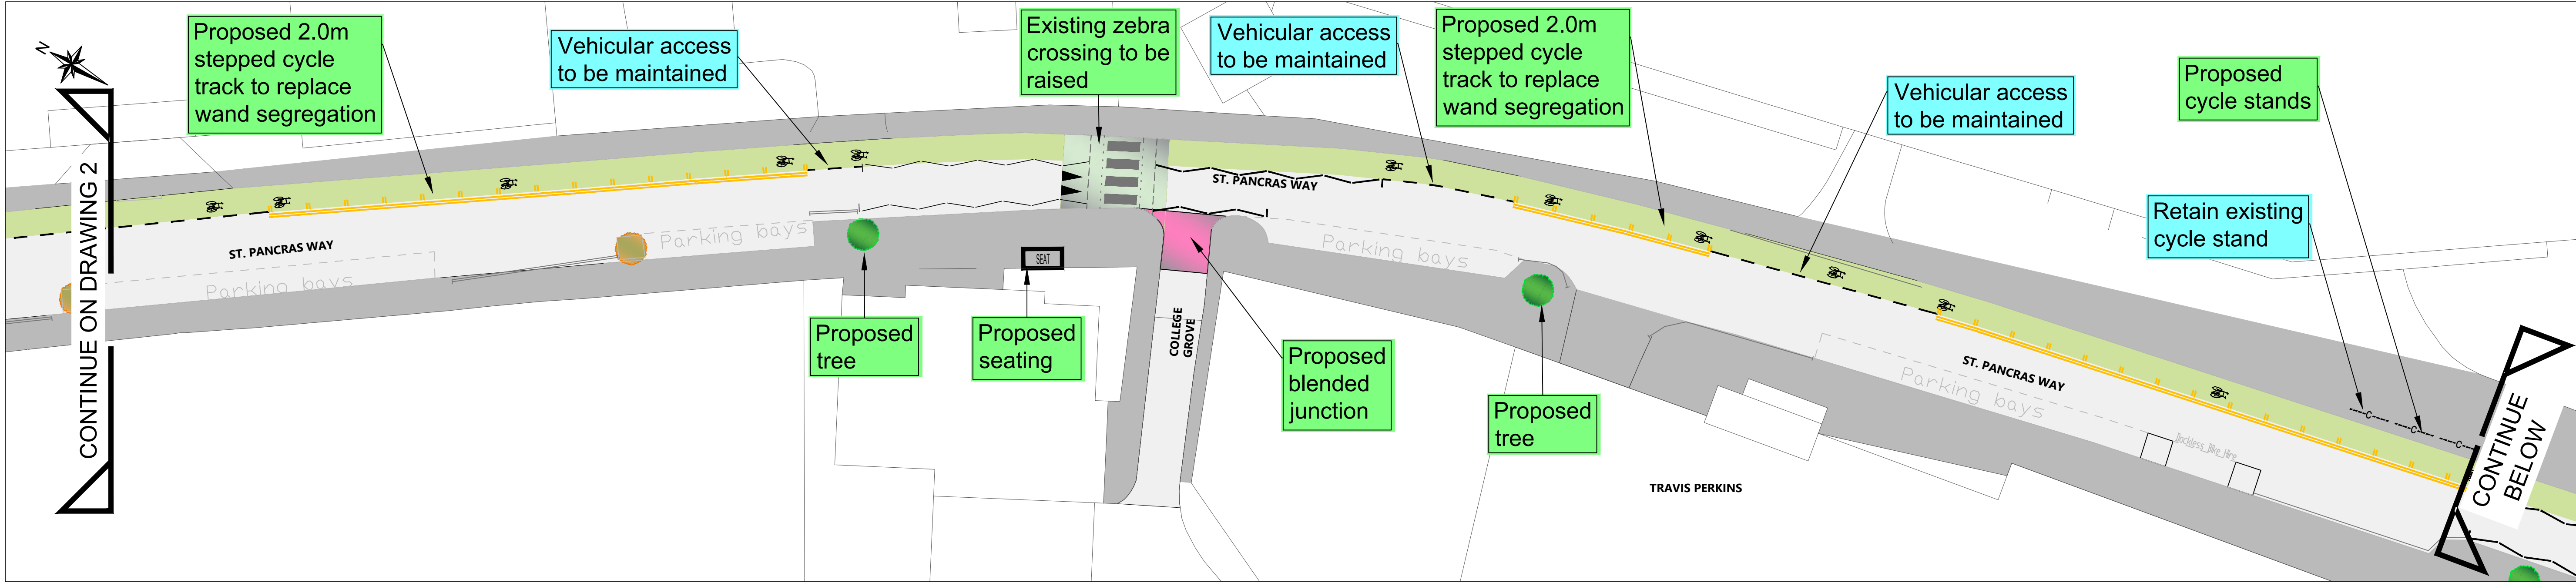 Proposed 2.0m
stepped cycle
track to replace
wand segregation
Vehicular access
to be maintained
Existing zebra
crossing to be
raised
Vehicular access
to be maintained
Proposed 2.0m
stepped cycle
track to replace
wand segregation
Vehicular access
to be maintained
Proposed
cycle stands
Retain existing
cycle stand
N
CONTINUE ON DRAWING 2
ST. PANCRAS WAY
Parking bays
Parking bays
SEAT
ST. PANCRAS WAY
Parking bays
COLLEGE
GROVE
ST. PANCRAS WAY
Parking bays
Dockless_Bike_Hire
C
C
C
Proposed
tree
Proposed
seating
Proposed
blended
junction
Proposed
tree
TRAVIS PERKINS
CONTINUE
BELOW